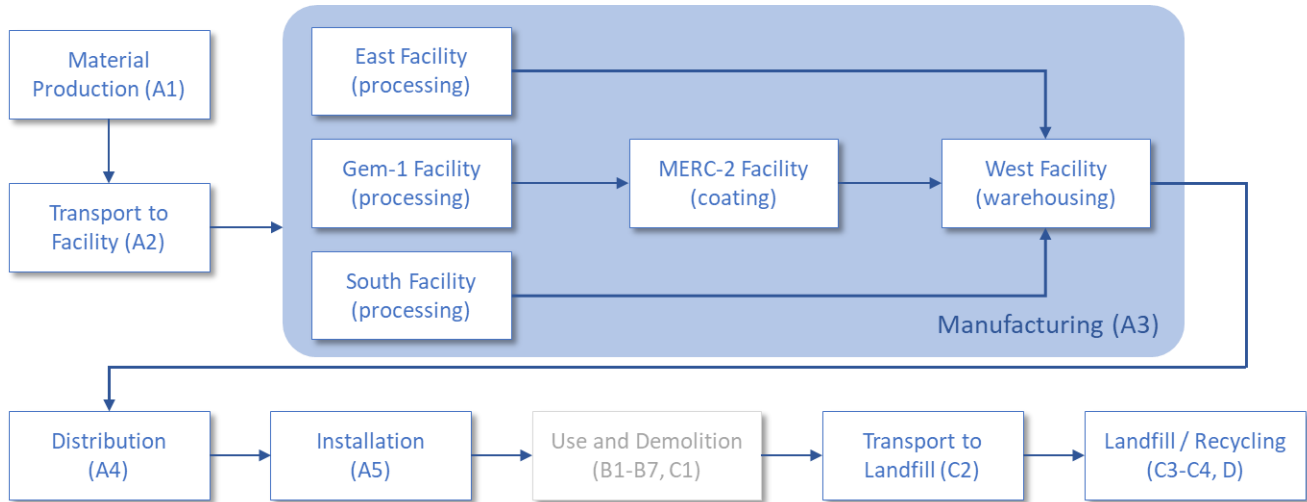 Material
Production (A1)
Transport to
Facility (A2)
East Facility
(processing)
Gem-1 Facility
(processing)
MERC-2 Facility
(coating)
West Facility
(warehousing)
South Facility
(processing)
Manufacturing (A3)
Distribution
(A4)
Installation
(A5)
Use and Demolition
(B1-B7, C1)
Transport to
Landfill (C2)
Landfill / Recycling
(C3-C4, D)